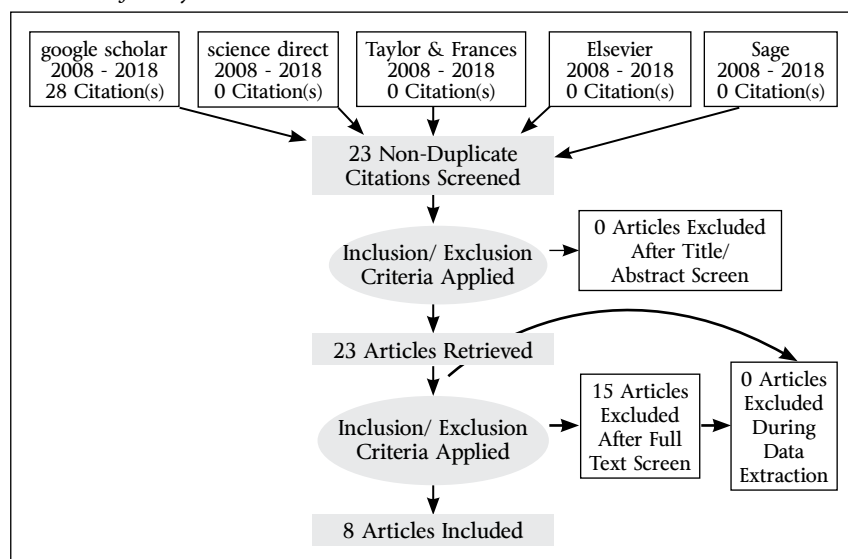 google scholar
2008 - 2018
28 Citation(s)
science direct
2008 - 2018
0 Citation(s)
Taylor & Frances
2008 - 2018
0 Citation(s)
Elsevier
2008 - 2018
0 Citation(s)
Sage
2008 - 2018
0 Citation(s)
23 Non-Duplicate
Citations Screened
Inclusion/ Exclusion
Criteria Applied
0 Articles Excluded
After Title/
Abstract Screen
23 Articles Retrieved
Inclusion/ Exclusion
Criteria Applied
15 Articles
Excluded
After Full
Text Screen
0 Articles
Excluded
During
Data
Extraction
8 Articles Included